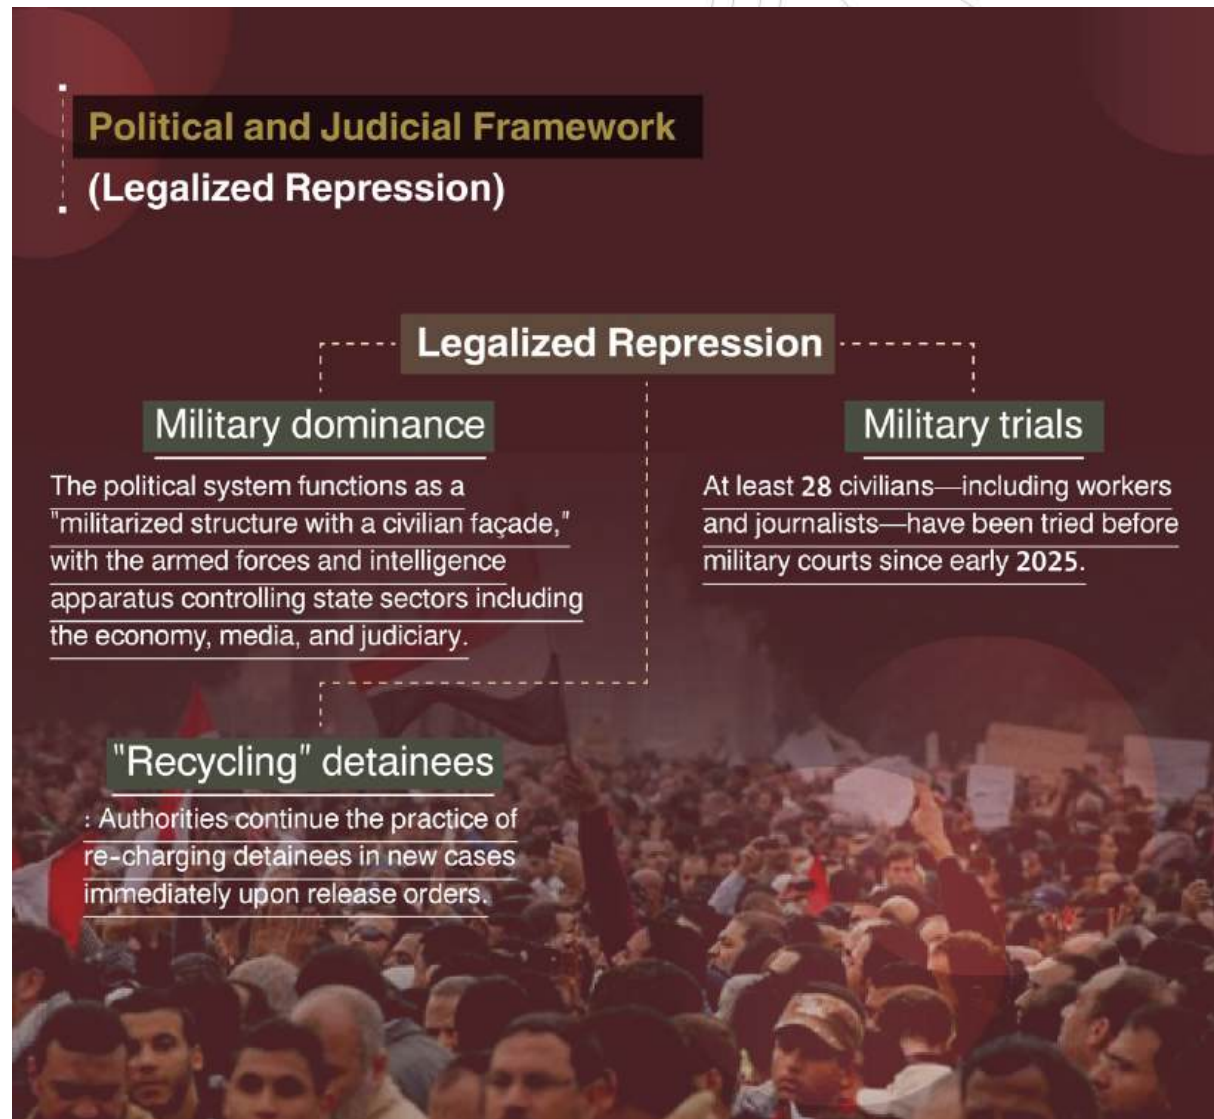 Political and Judicial Framework
(Legalized Repression)
Legalized Repression
Military dominance
The political system functions as a
"militarized structure with a civilian façade,"
with the armed forces and intelligence
apparatus controlling state sectors including
the economy, media, and judiciary.
Military trials
At least 28 civilians—including workers
and journalists—have been tried before
military courts since early 2025.
"Recycling" detainees
: Authorities continue the practice of
re-charging detainees in new cases
immediately upon release orders.